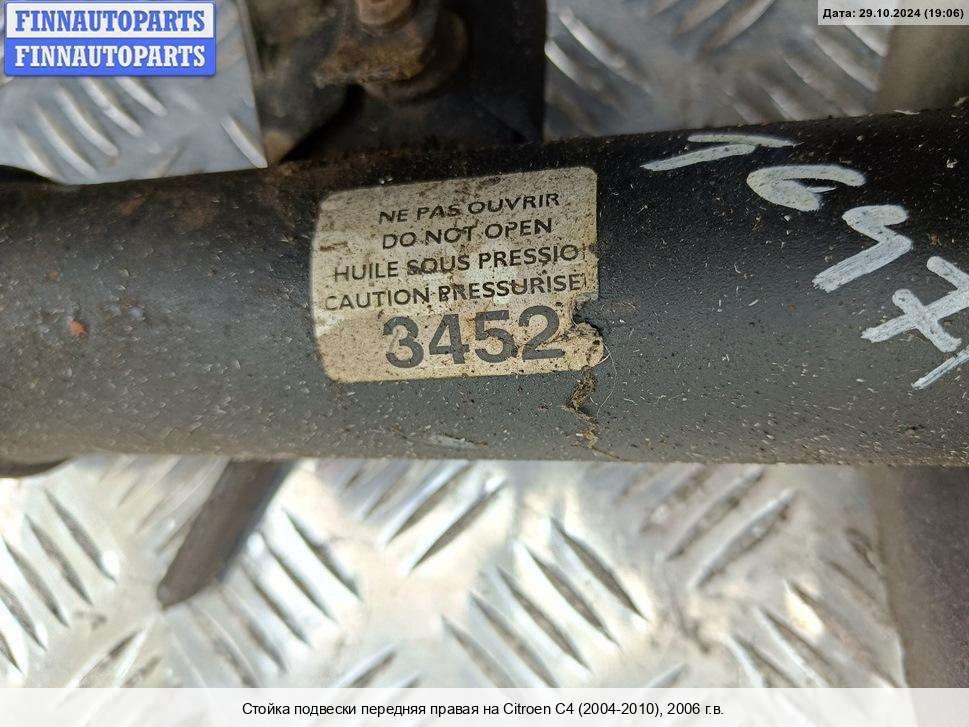 FINNAUTOPARTS
FINNAUTOPARTS
Дата: 29.10.2024 (19:06)
NE PAS OUVRIR
DO NOT OPEN
HUILE SOUS PRESSIO
CAUTION PRESSURISE
3452
Стойка подвески передняя правая на Citroen C4 (2004-2010), 2006 г.в.